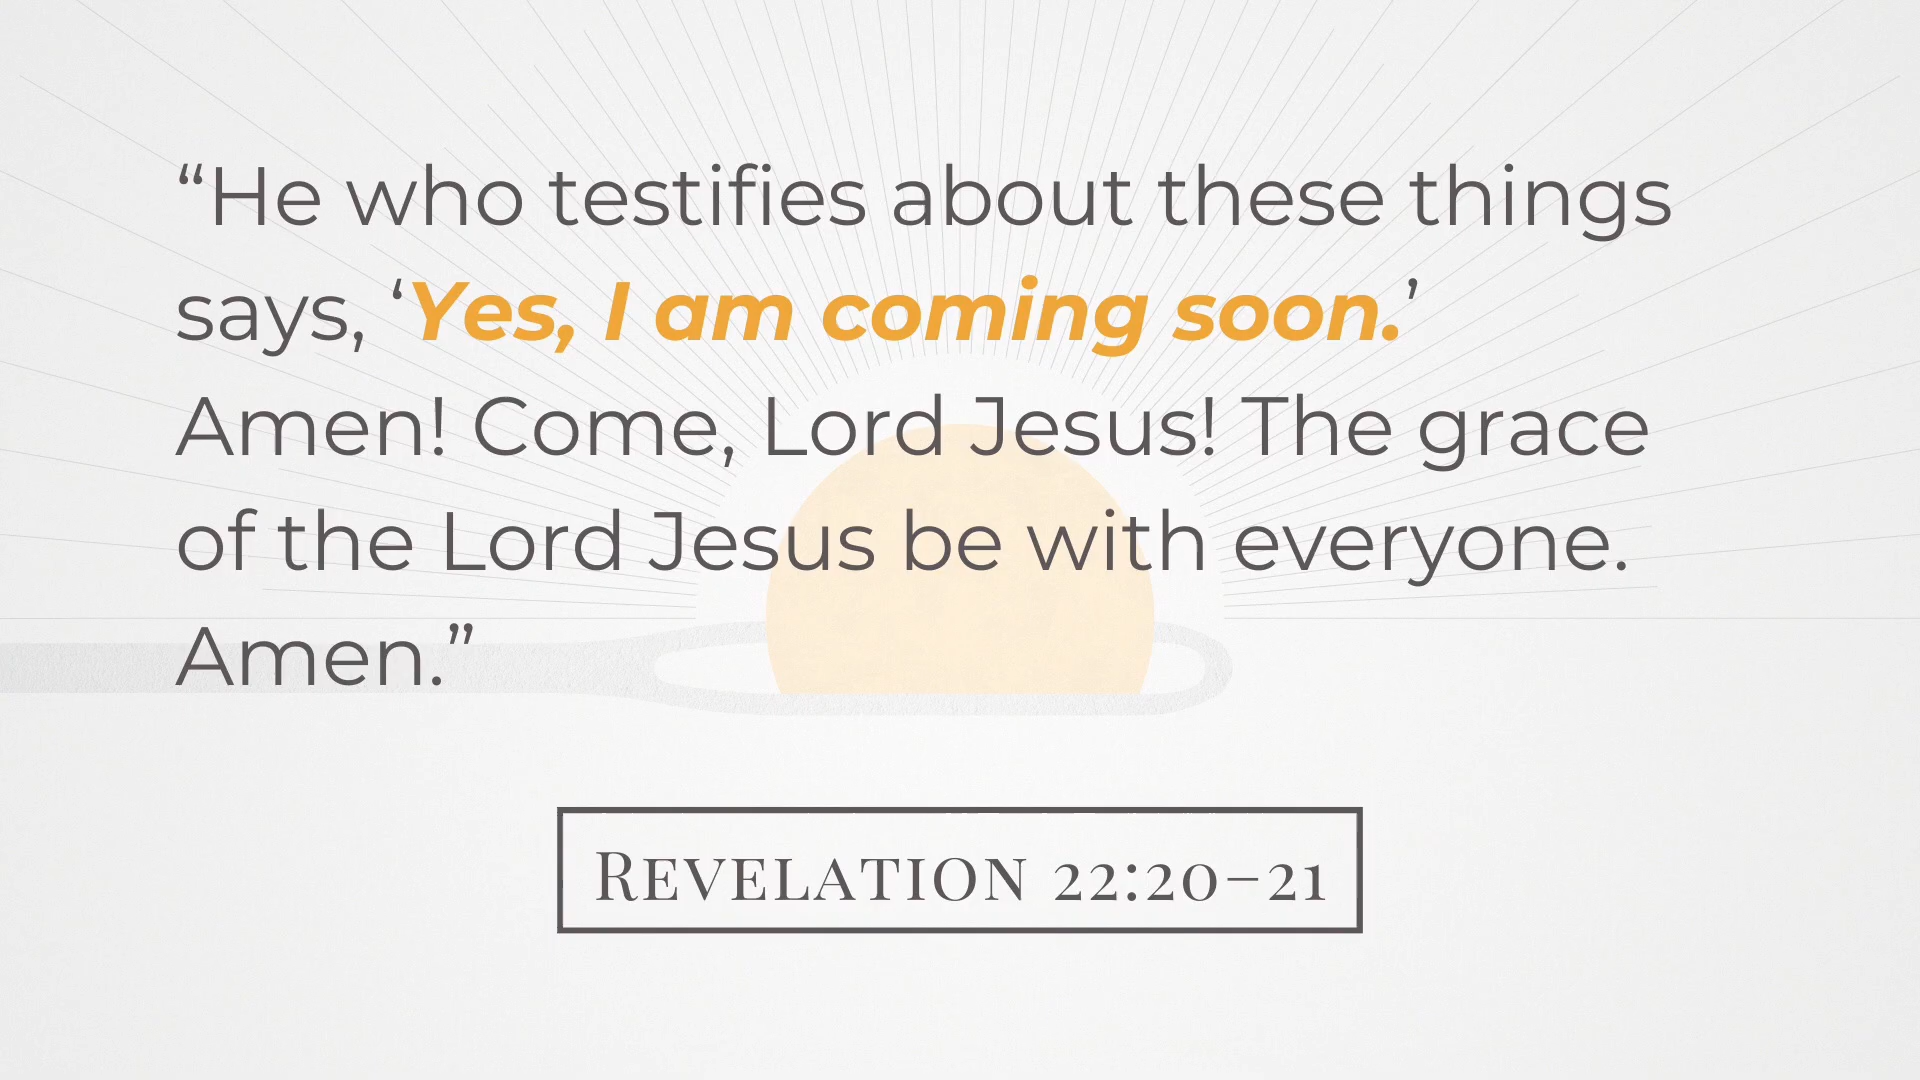 “He who testifies about these things
says, ‘Yes, I am coming soon.’
Amen! Come, Lord Jesus! The grace
of the Lord Jesus be with everyone.
Amen.”
Revelation 22:20–21